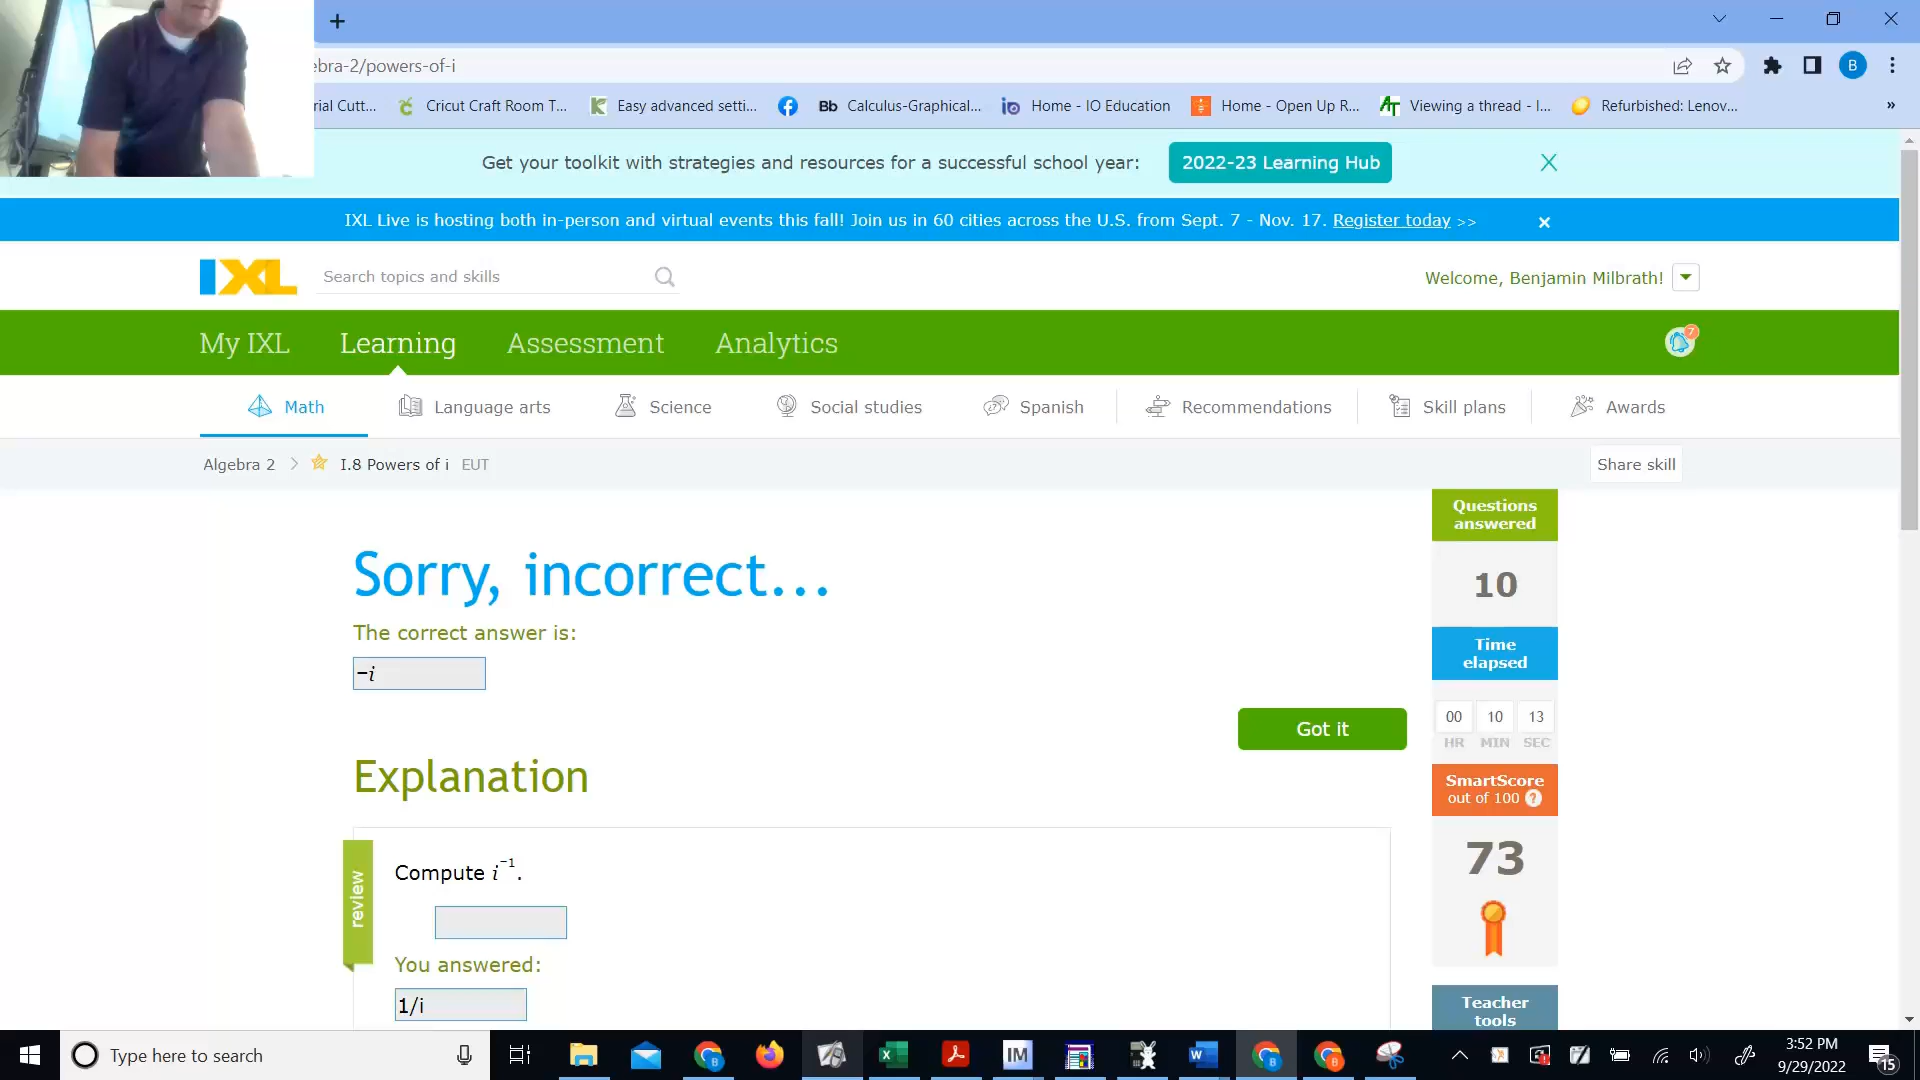 bra-2/powers-of-i
B
rial Cutt...
Cricut Craft Room T...
Easy advanced setti...
Bb Calculus-Graphical...
Home - IO Education
Home - Open Up R...
Viewing a thread - I...
Refurbished: Lenov...
»
Get your toolkit with strategies and resources for a successful school year:
2022-23 Learning Hub
IXL Live is hosting both in-person and virtual events this fall! Join us in 60 cities across the U.S. from Sept. 7 - Nov. 17. Register today >>
IXL
Search topics and skills
Welcome, Benjamin Milbrath!
My IXL
Learning
Assessment
Analytics
7
Math
Language arts
Science
Social studies
Spanish
Recommendations
Skill plans
Awards
Algebra 2
I.8 Powers of i EUT
Share skill
Sorry, incorrect...
The correct answer is:
−i
Got it
Explanation
review
Compute i⁻¹.
You answered:
1/i
Questions
answered
10
Time
elapsed
00 10 13
HR MIN SEC
SmartScore
out of 100 ?
73
Teacher
tools
Type here to search
IM
3:52 PM
9/29/2022
15